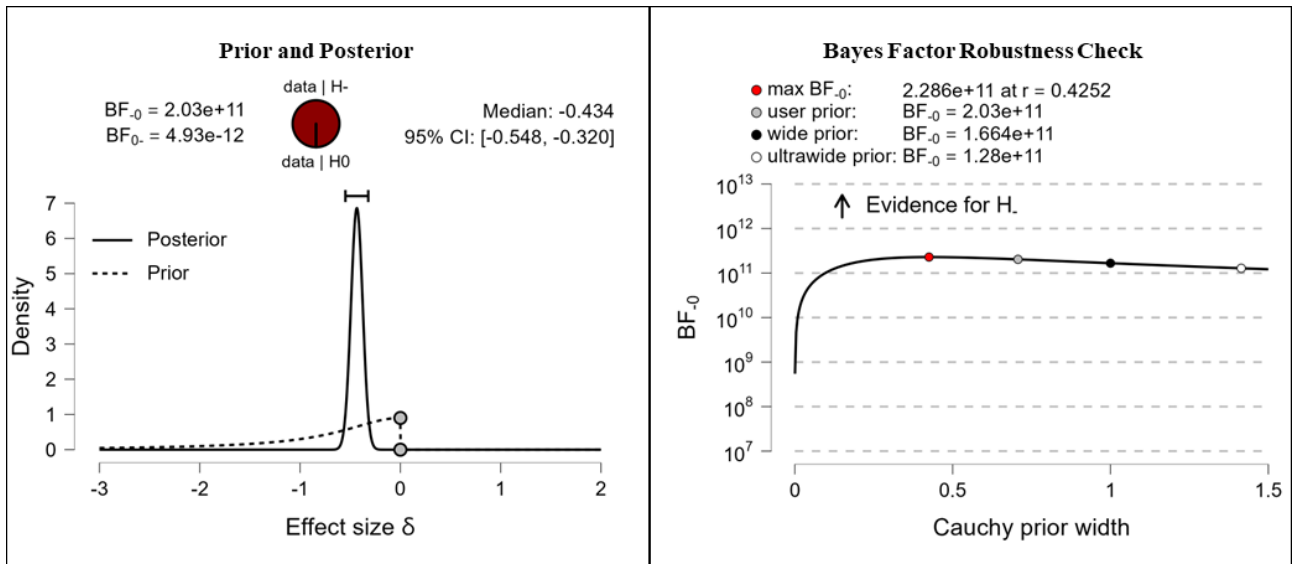 Prior and Posterior
data | H-
BF-0 = 2.03e+11
BF0- = 4.93e-12
Median: -0.434
95% CI: [-0.548, -0.320]
data | H0
Posterior
Prior
Density
7
6
5
4
3
2
1
0
-3
-2
-1
0
1
2
Effect size δ
Bayes Factor Robustness Check
max BF-0: 2.286e+11 at r = 0.4252
user prior: BF-0 = 2.03e+11
wide prior: BF-0 = 1.664e+11
ultrawide prior: BF-0 = 1.28e+11
Evidence for H-
BF-0
10^13
10^12
10^11
10^10
10^9
10^8
10^7
0
0.5
1
1.5
Cauchy prior width